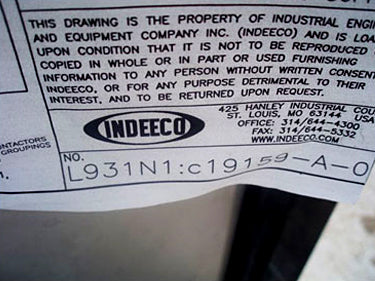 THIS DRAWING IS THE PROPERTY OF INDUSTRIAL ENGIN
AND EQUIPMENT COMPANY INC. (INDEECO) AND IS LOA
UPON CONDITION THAT IT IS NOT TO BE REPRODUCED
COPIED IN WHOLE OR IN PART OR USED FURNISHING
INFORMATION TO ANY PERSON WITHOUT WRITTEN CONSENT
INDEECO, OR FOR ANY PURPOSE DETRIMENTAL TO THEIR
INTEREST, AND TO BE RETURNED UPON REQUEST.
INDEECO
425 HANLEY INDUSTRIAL COU
ST. LOUIS, MO 63144 USA
OFFICE: 314/644-4300
FAX: 314/644-5332
WWW.INDEECO.COM
NTACTORS
GROUPINGS
NO.
L931N1:c19159-A-0